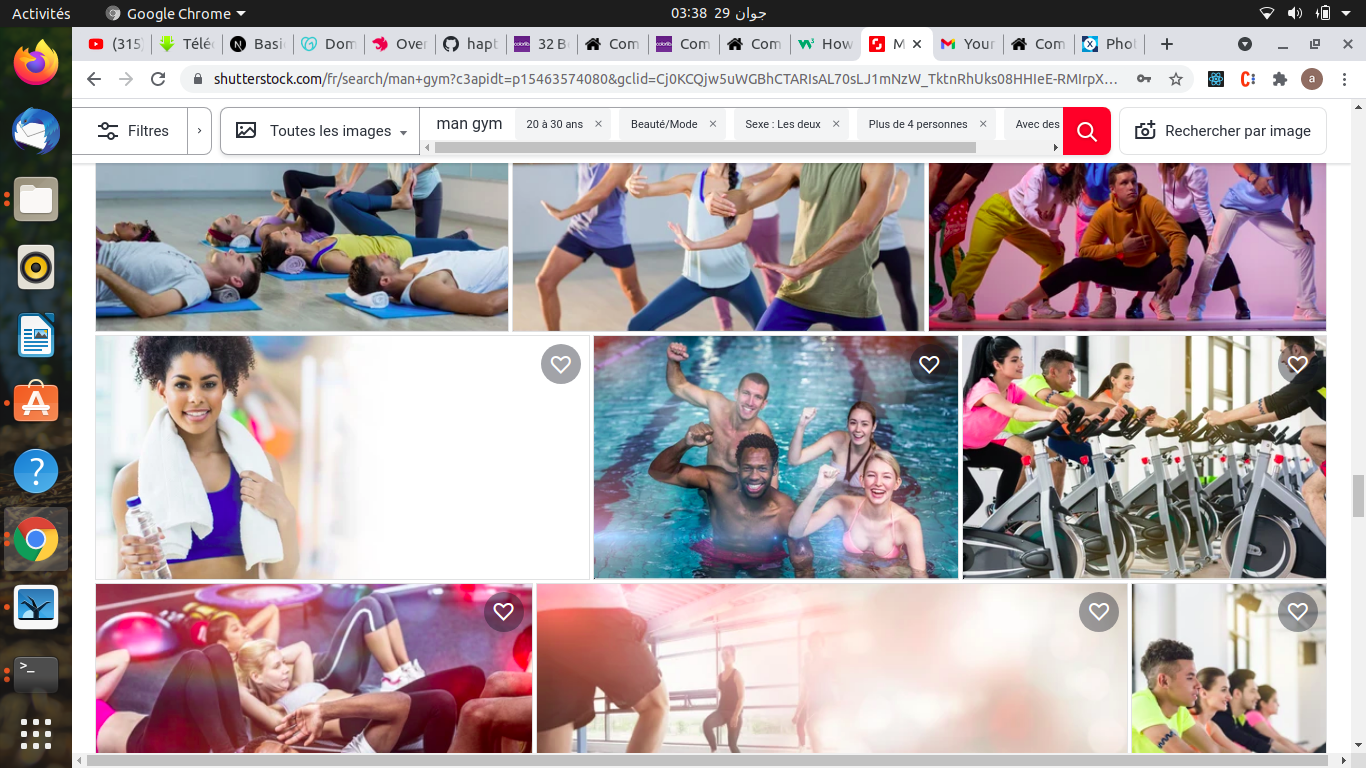 Activités
Google Chrome
03:38 29 جوان
(315)
Télé
Basi
Dom
Over
hapt
32 B
Com
Com
Com
How
M
Your
Com
Pho
shutterstock.com/fr/search/man+gym?c3apidt=p15463574080&gclid=Cj0KCQjw5uWGBhCTARIsAL70sLJ1mNzW_TktnRhUks08HHIeE-RMIrpX…
a
Filtres
Toutes les images
man gym
20 à 30 ans
Beauté/Mode
Sexe : Les deux
Plus de 4 personnes
Avec des
Rechercher par image